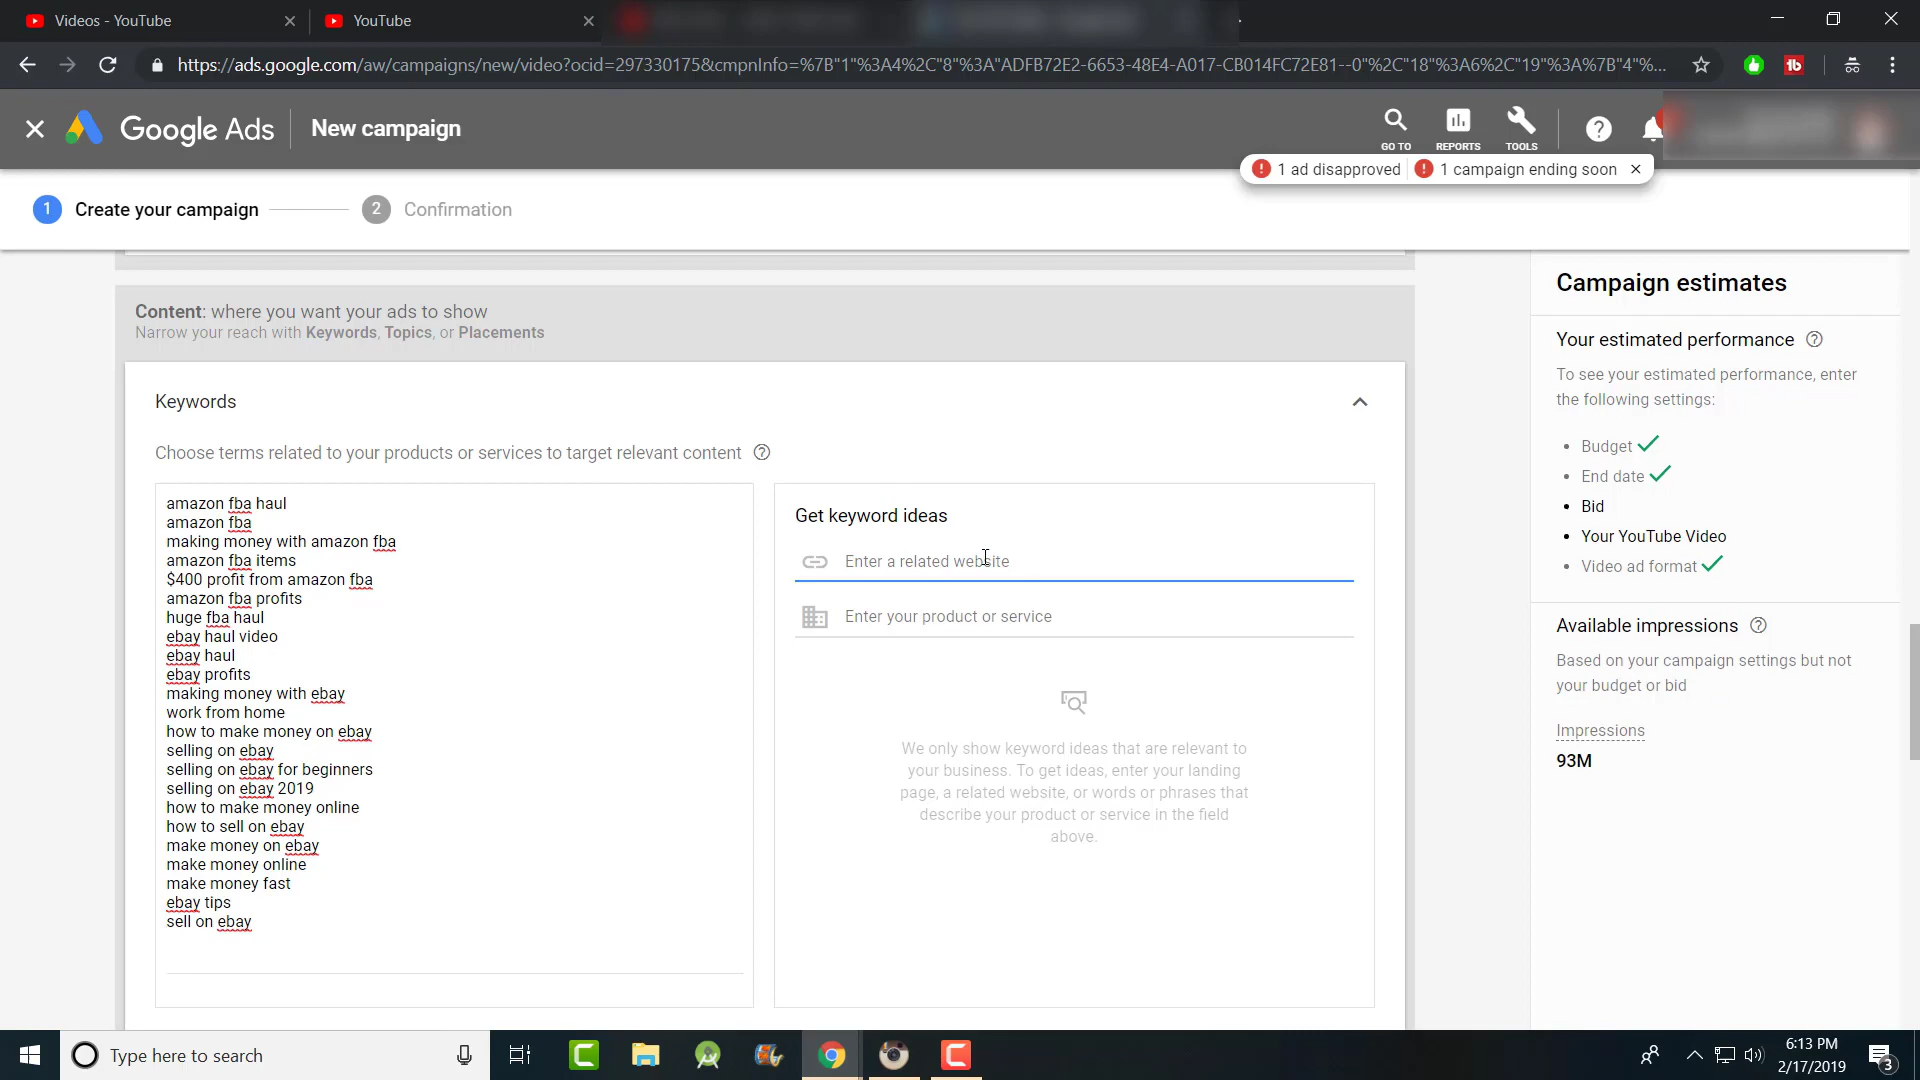 Videos - YouTube
YouTube
https://ads.google.com/aw/campaigns/new/video?ocid=297330175&cmpnInfo=%7B"1"%3A4%2C"8"%3A"ADFB72E2-6653-48E4-A017-CB014FC72E81--0"%2C"18"%3A6%2C"19"%3A%7B"4"%...
Google Ads
New campaign
GO TO
REPORTS
TOOLS
1 ad disapproved
1 campaign ending soon
1 Create your campaign
2 Confirmation
Content: where you want your ads to show
Narrow your reach with Keywords, Topics, or Placements
Keywords
Choose terms related to your products or services to target relevant content
amazon fba haul
amazon fba
making money with amazon fba
amazon fba items
$400 profit from amazon fba
amazon fba profits
huge fba haul
ebay haul video
ebay haul
ebay profits
making money with ebay
work from home
how to make money on ebay
selling on ebay
selling on ebay for beginners
selling on ebay 2019
how to make money online
how to sell on ebay
make money on ebay
make money online
make money fast
ebay tips
sell on ebay
Get keyword ideas
Enter a related website
Enter your product or service
We only show keyword ideas that are relevant to
your business. To get ideas, enter your landing
page, a related website, or words or phrases that
describe your product or service in the field
above.
Campaign estimates
Your estimated performance
To see your estimated performance, enter
the following settings:
• Budget
• End date
• Bid
• Your YouTube Video
• Video ad format
Available impressions
Based on your campaign settings but not
your budget or bid
Impressions
93M
Type here to search
6:13 PM
2/17/2019
3